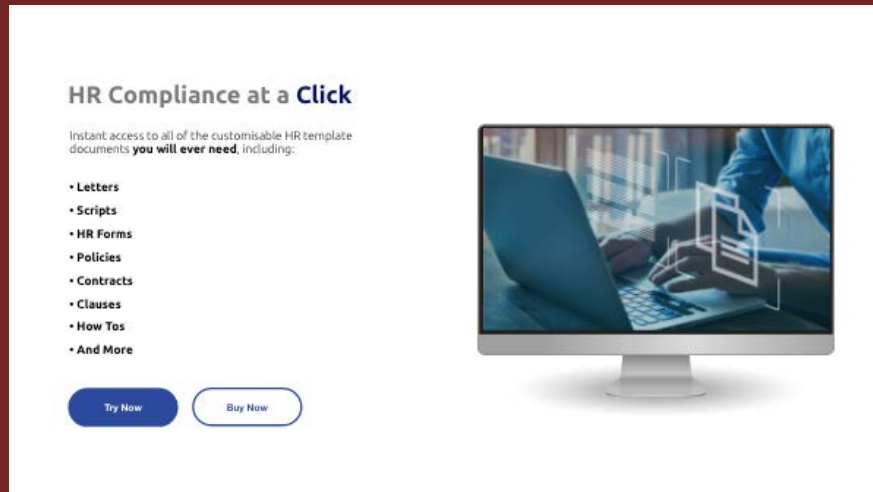 HR Compliance at a Click
Instant access to all of the customisable HR template
documents you will ever need, including:
• Letters
• Scripts
• HR Forms
• Policies
• Contracts
• Clauses
• How Tos
• And More
Try Now
Buy Now